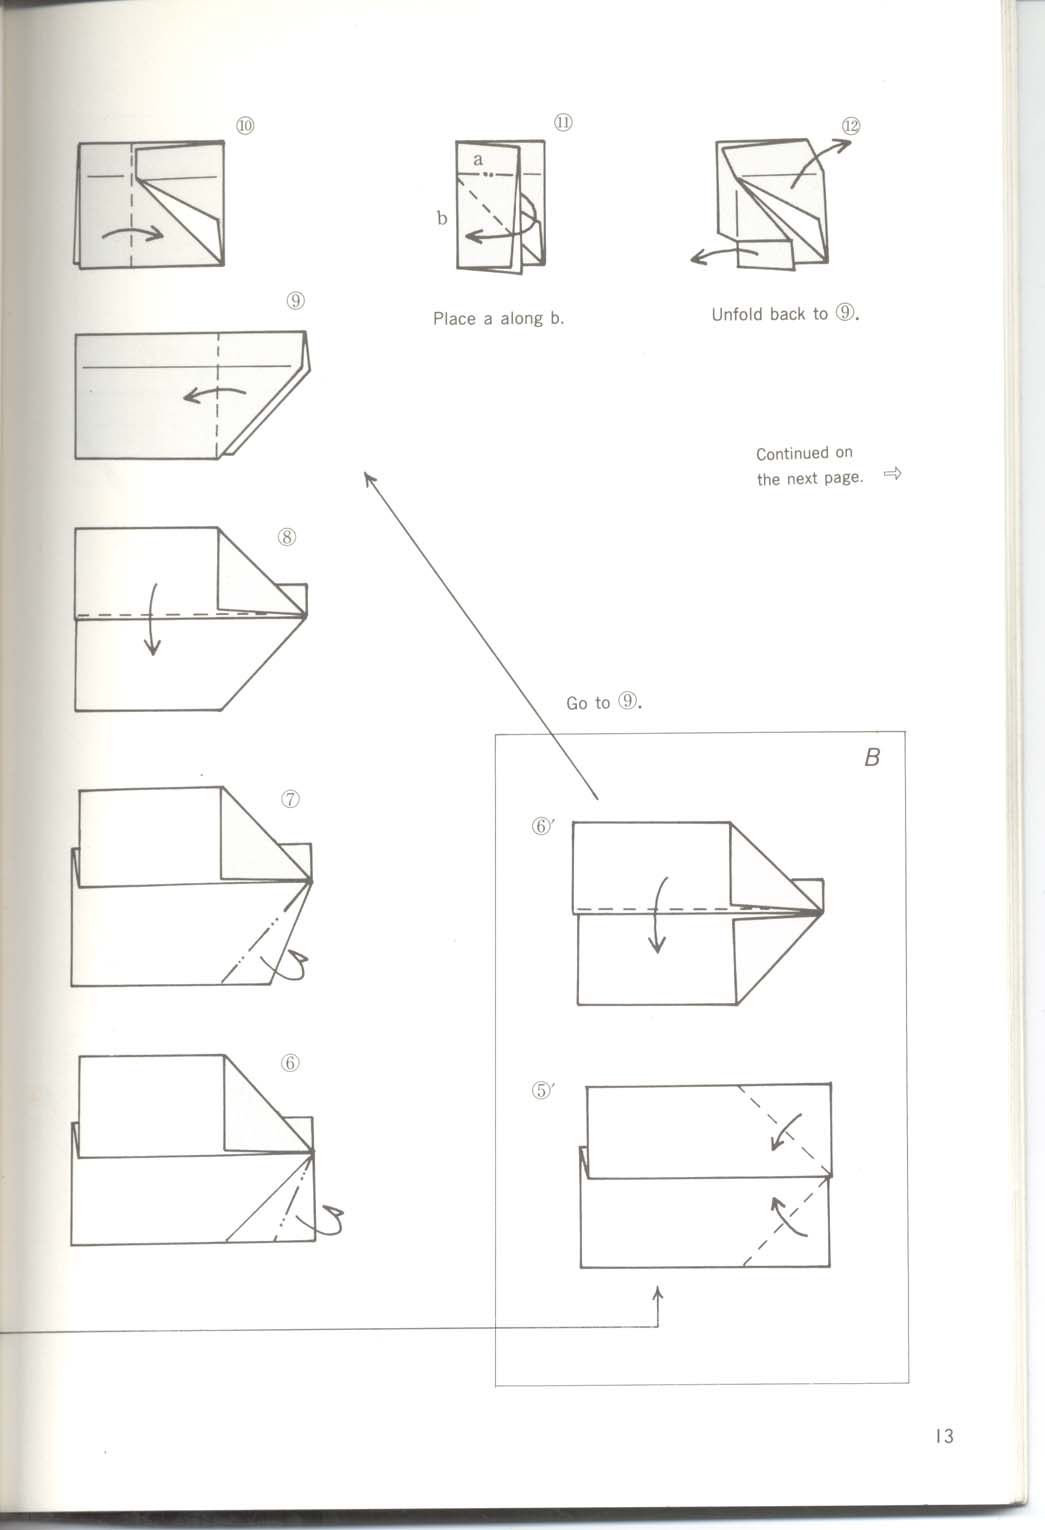 ⑩
⑪
⑫
a
b
Place a along b.
Unfold back to ⑨.
⑨
Continued on
the next page. ⇨
⑧
Go to ⑨.
B
⑦
⑥′
⑥
⑤′
13